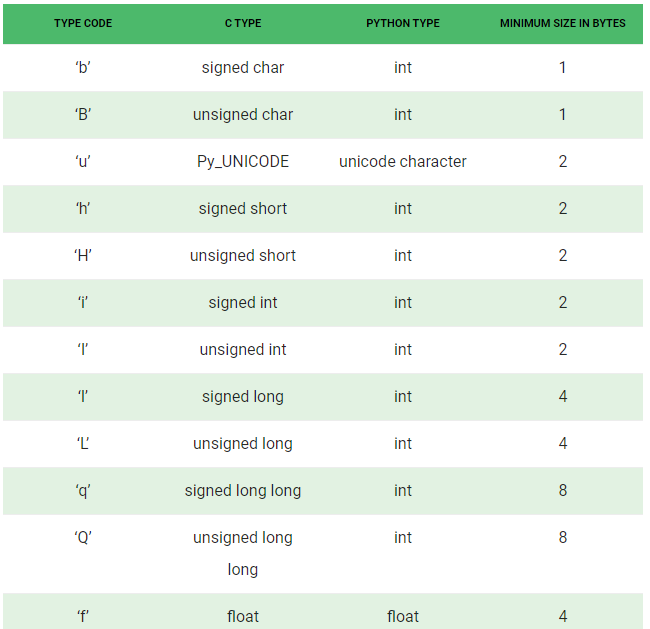 TYPE CODE C TYPE PYTHON TYPE MINIMUM SIZE IN BYTES
‘b’ signed char int 1
‘B’ unsigned char int 1
‘u’ Py_UNICODE unicode character 2
‘h’ signed short int 2
‘H’ unsigned short int 2
‘i’ signed int int 2
‘I’ unsigned int int 2
‘l’ signed long int 4
‘L’ unsigned long int 4
‘q’ signed long long int 8
‘Q’ unsigned long int 8
long
‘f’ float float 4